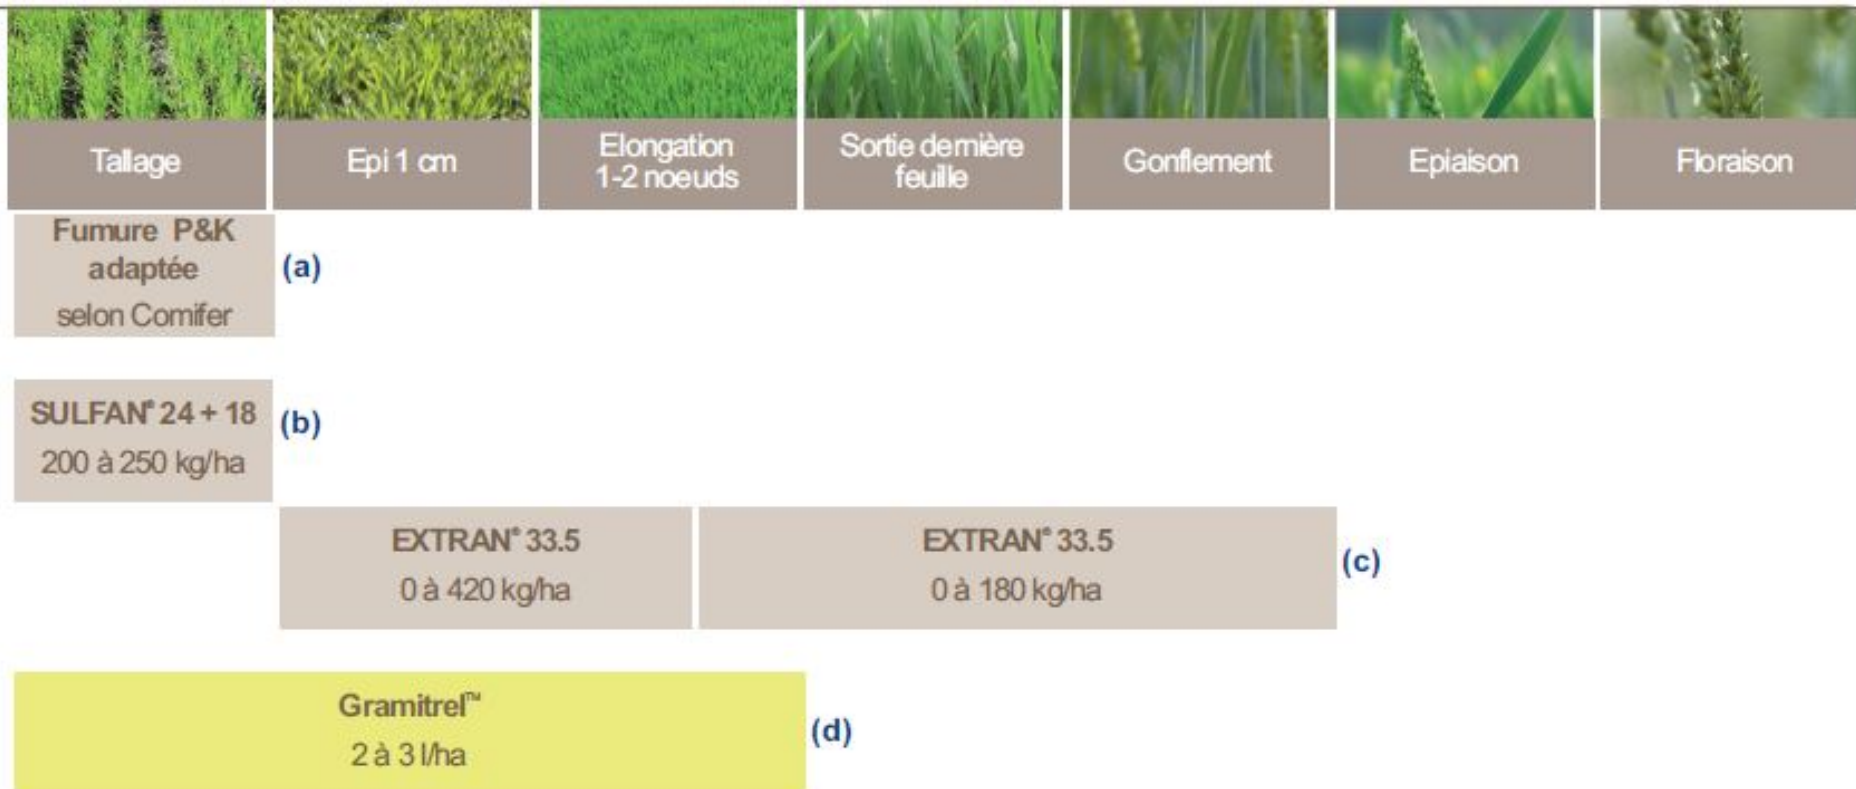 Tallage
Epi 1 cm
Elongation
1-2 noeuds
Sortie dernière
feuille
Gonflement
Epiaison
Floraison
Fumure P&K
adaptée
selon Comifer
(a)
SULFAN® 24 + 18
200 à 250 kg/ha
(b)
EXTRAN® 33.5
0 à 420 kg/ha
EXTRAN® 33.5
0 à 180 kg/ha
(c)
Gramitrel™
2 à 3 l/ha
(d)